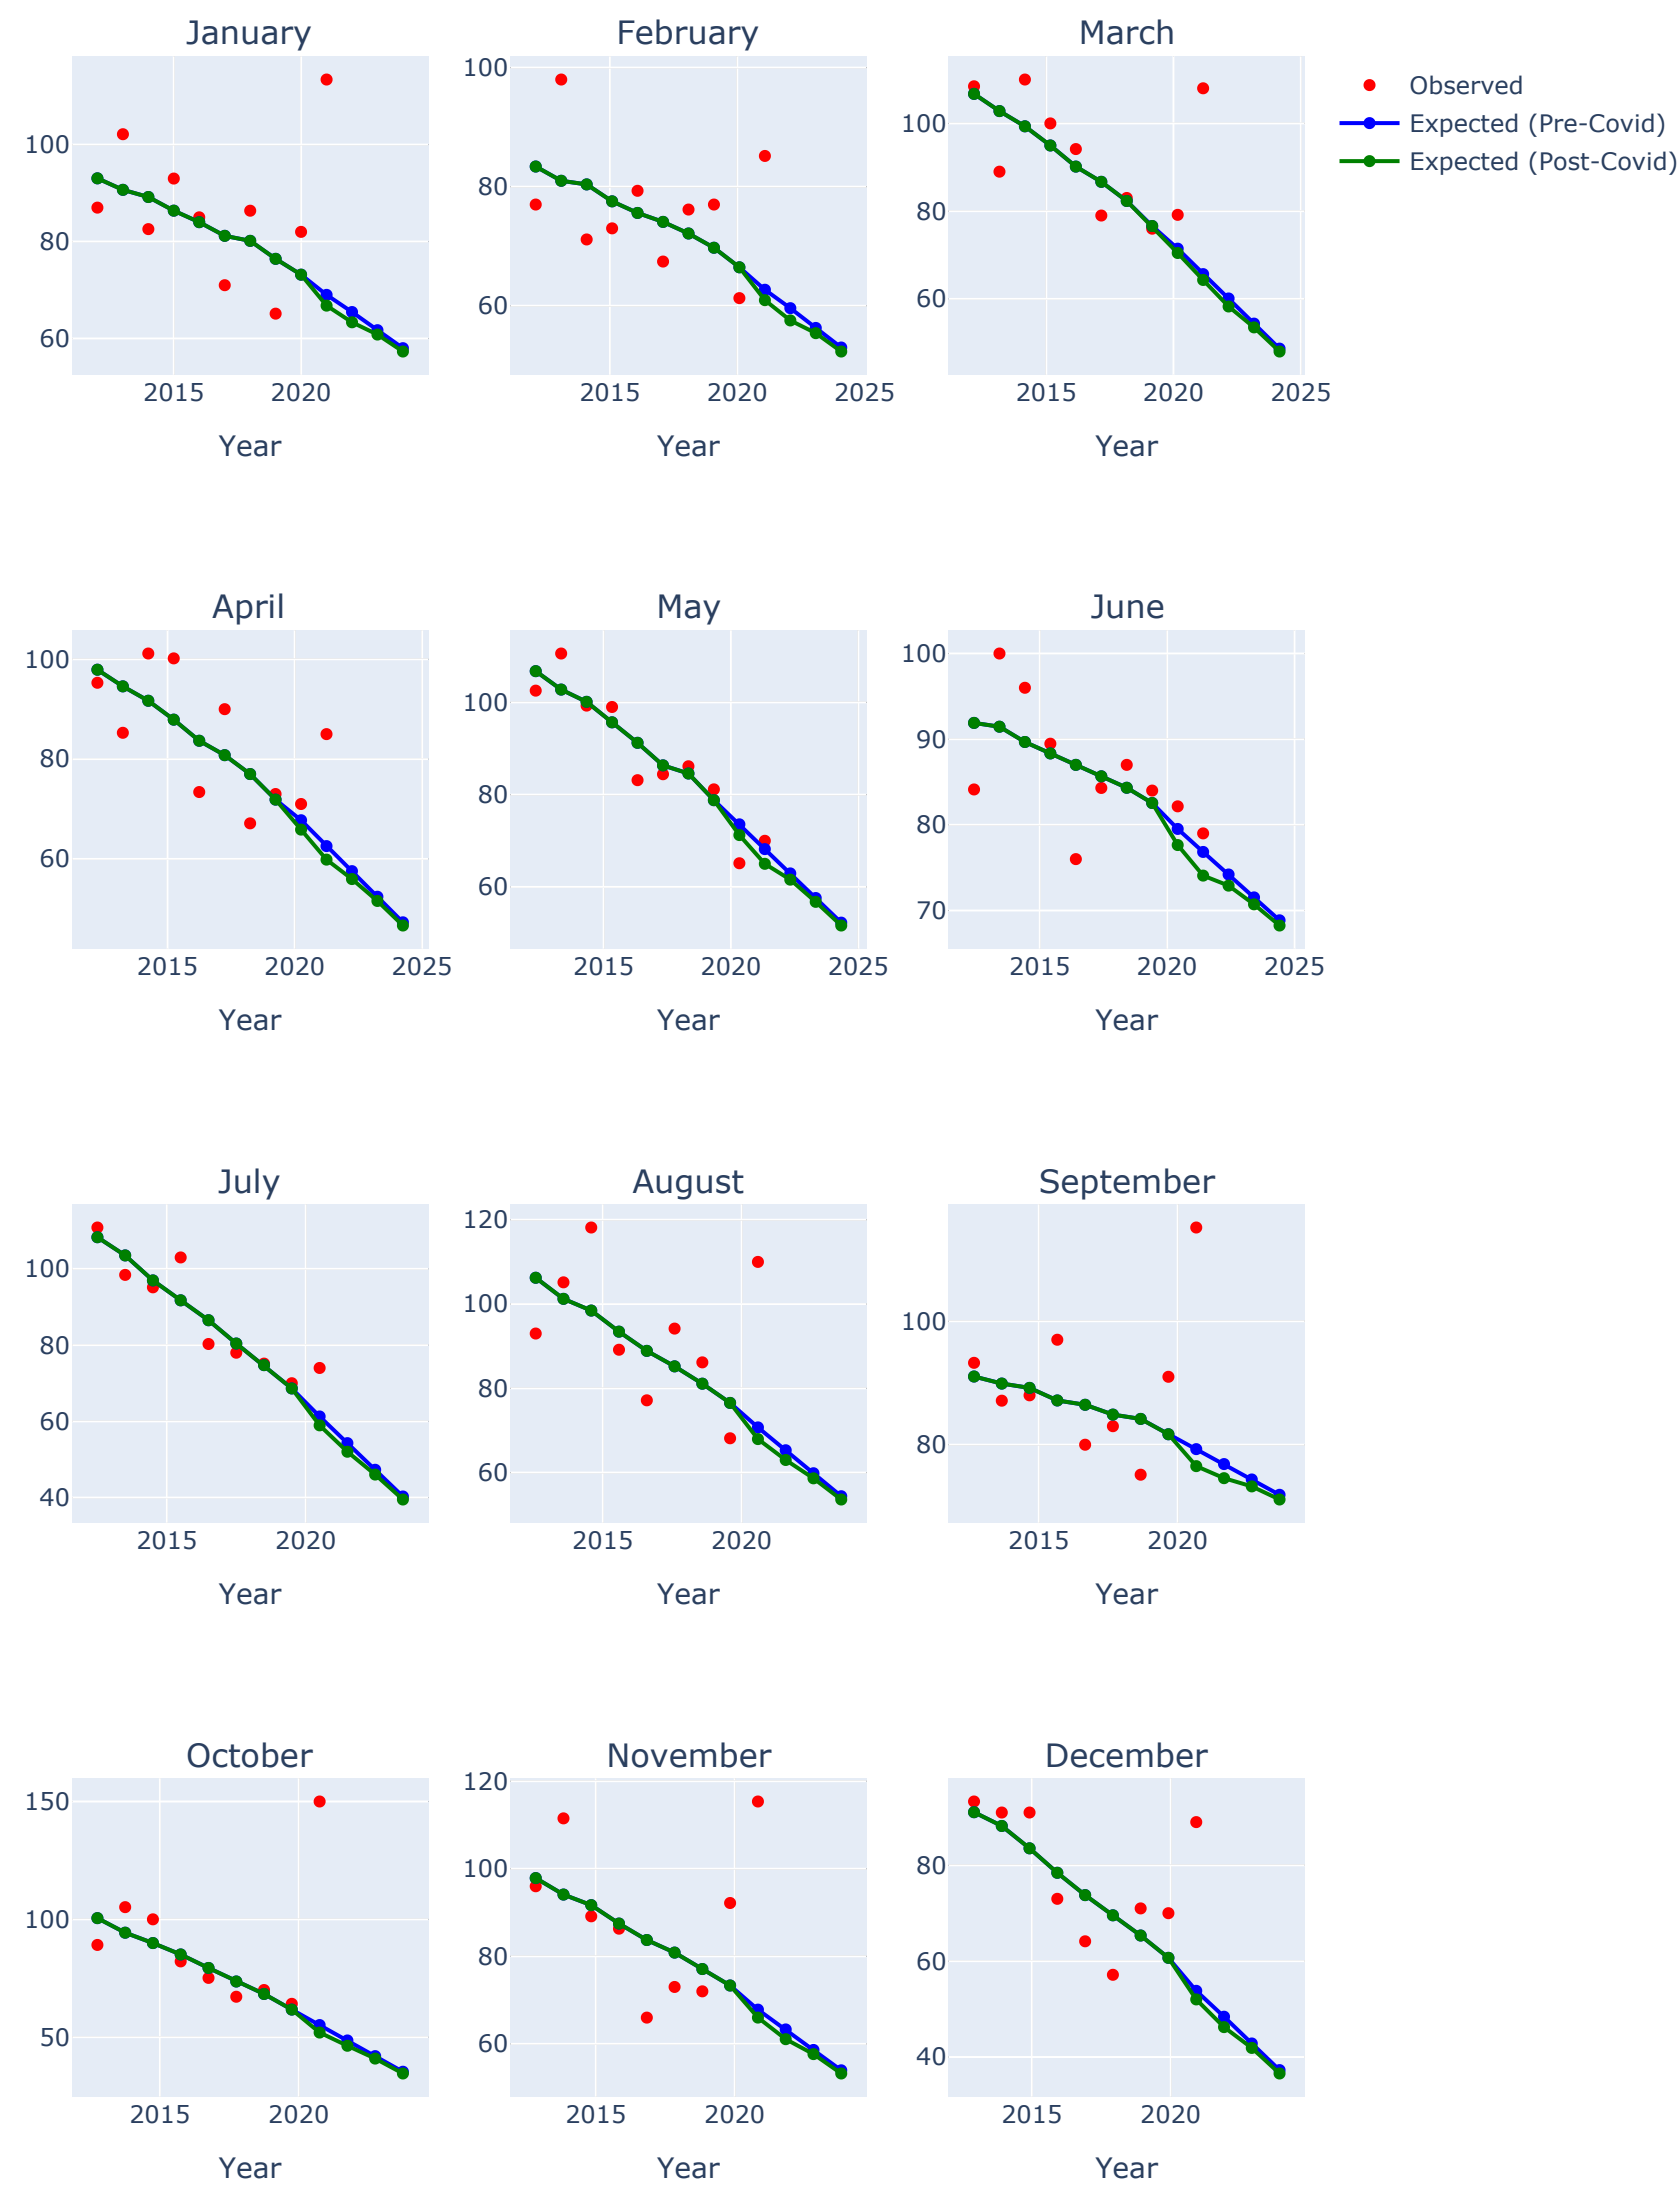 January
February
March
100
80
60
2015
2020
Year
100
80
60
2015
2020
2025
Year
100
80
60
2015
2020
2025
Year
Observed
Expected (Pre-Covid)
Expected (Post-Covid)
April
May
June
100
80
60
2015
2020
2025
Year
100
80
60
2015
2020
2025
Year
100
90
80
70
2015
2020
2025
Year
July
August
September
100
80
60
40
2015
2020
Year
120
100
80
60
2015
2020
Year
100
80
2015
2020
Year
October
November
December
150
100
50
2015
2020
Year
120
100
80
60
2015
2020
Year
80
60
40
2015
2020
Year